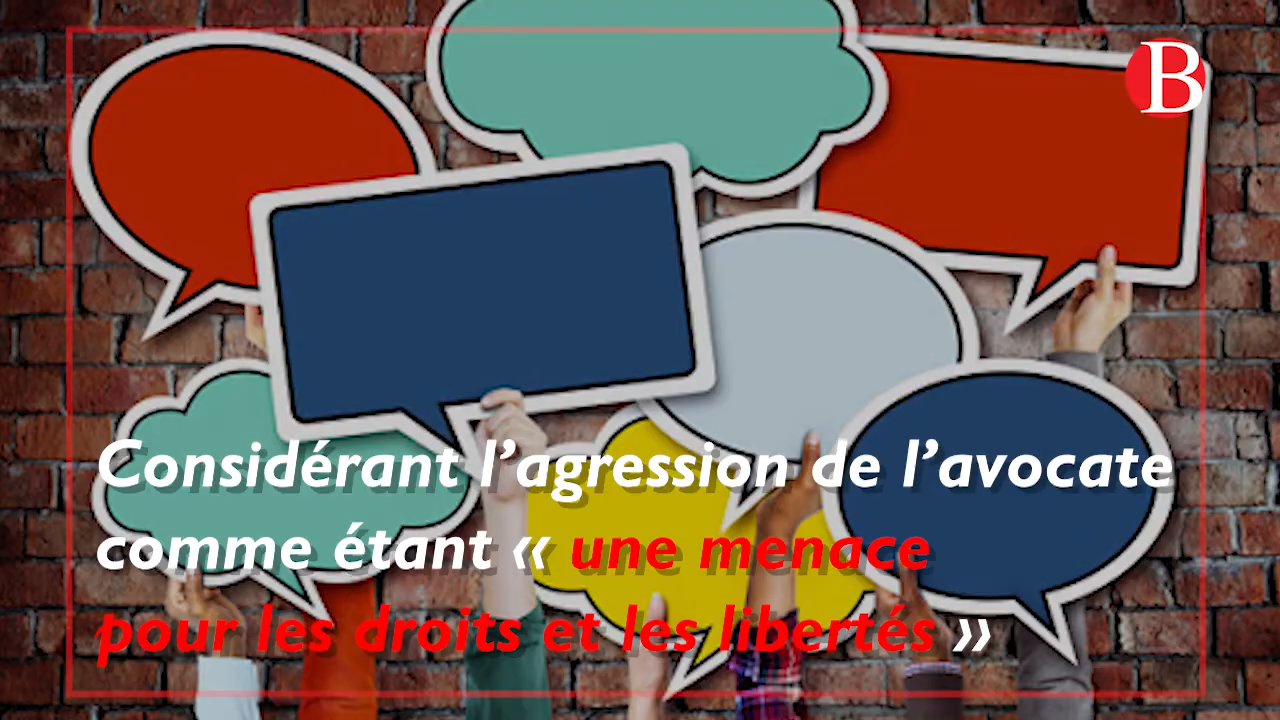 B
Considérant l’agression de l’avocate
comme étant « une menace
pour les droits et les libertés »